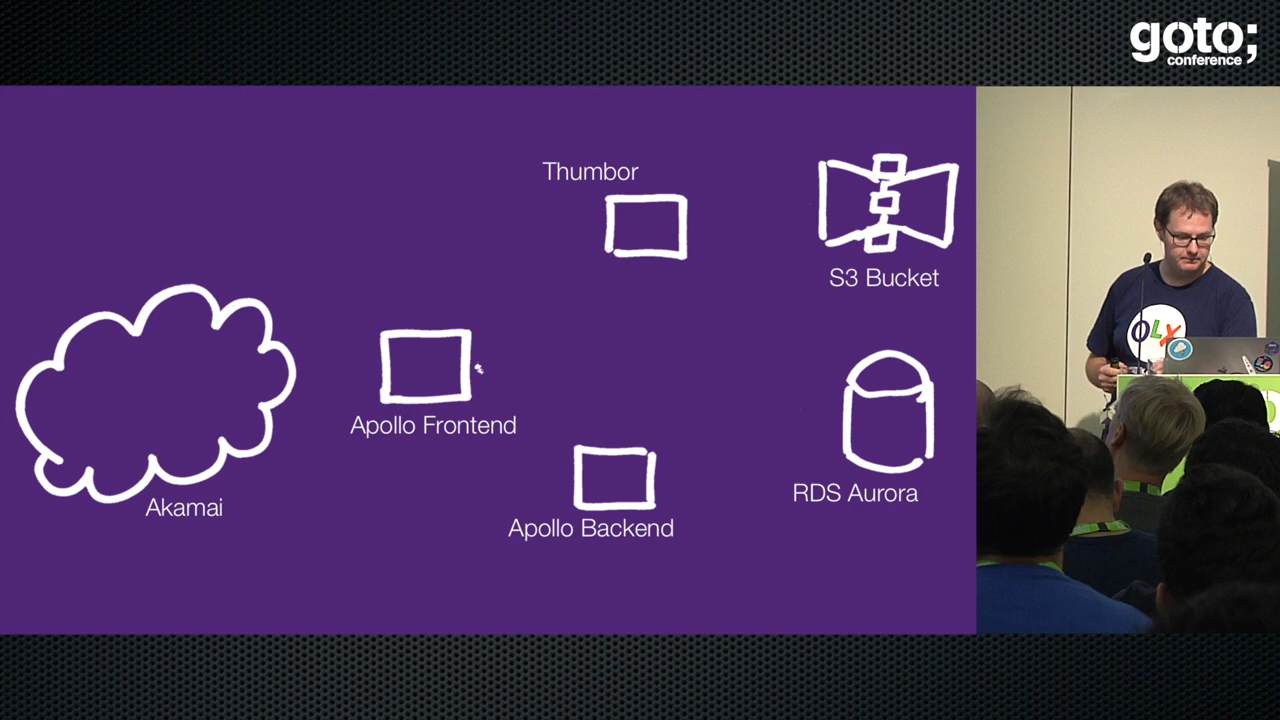 goto;
conference
Thumbor
S3 Bucket
Apollo Frontend
RDS Aurora
Akamai
Apollo Backend
OLX